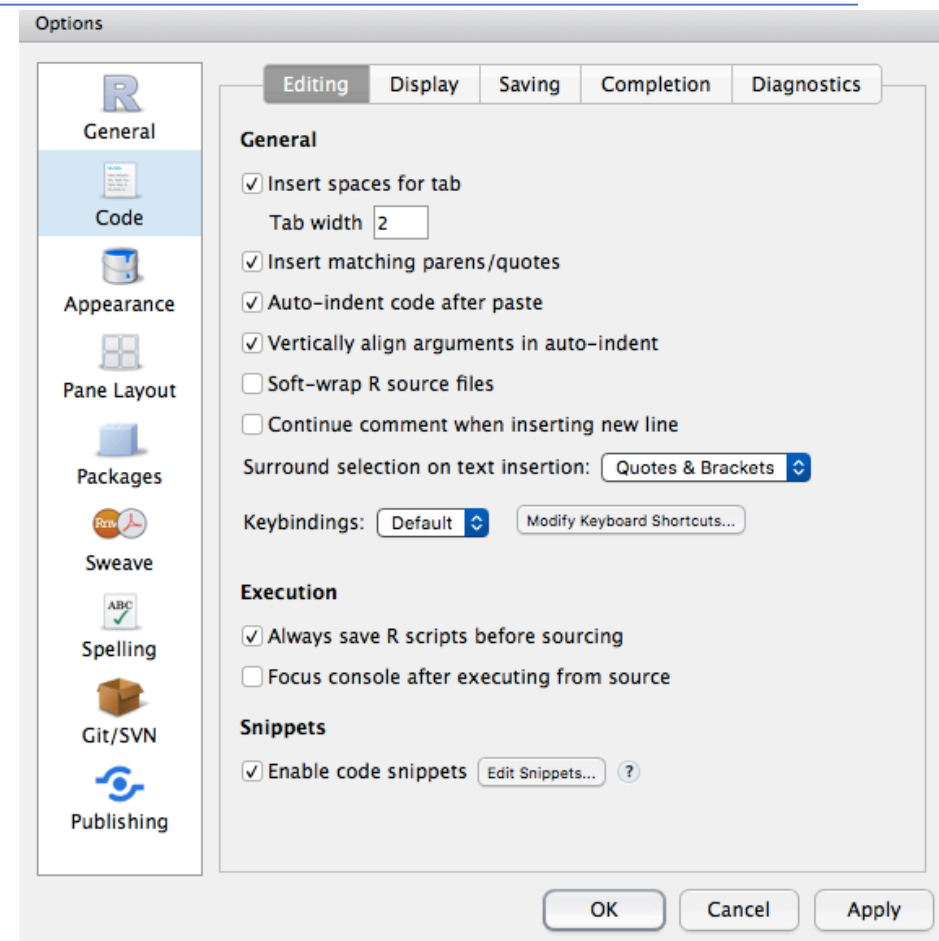 Options
R
General
Code
Appearance
Pane Layout
Packages
Rnw
Sweave
ABC
Spelling
Git/SVN
Publishing
Editing Display Saving Completion Diagnostics
General
Insert spaces for tab
Tab width 2
Insert matching parens/quotes
Auto-indent code after paste
Vertically align arguments in auto-indent
Soft-wrap R source files
Continue comment when inserting new line
Surround selection on text insertion: Quotes & Brackets
Keybindings: Default Modify Keyboard Shortcuts...
Execution
Always save R scripts before sourcing
Focus console after executing from source
Snippets
Enable code snippets Edit Snippets... ?
OK Cancel Apply